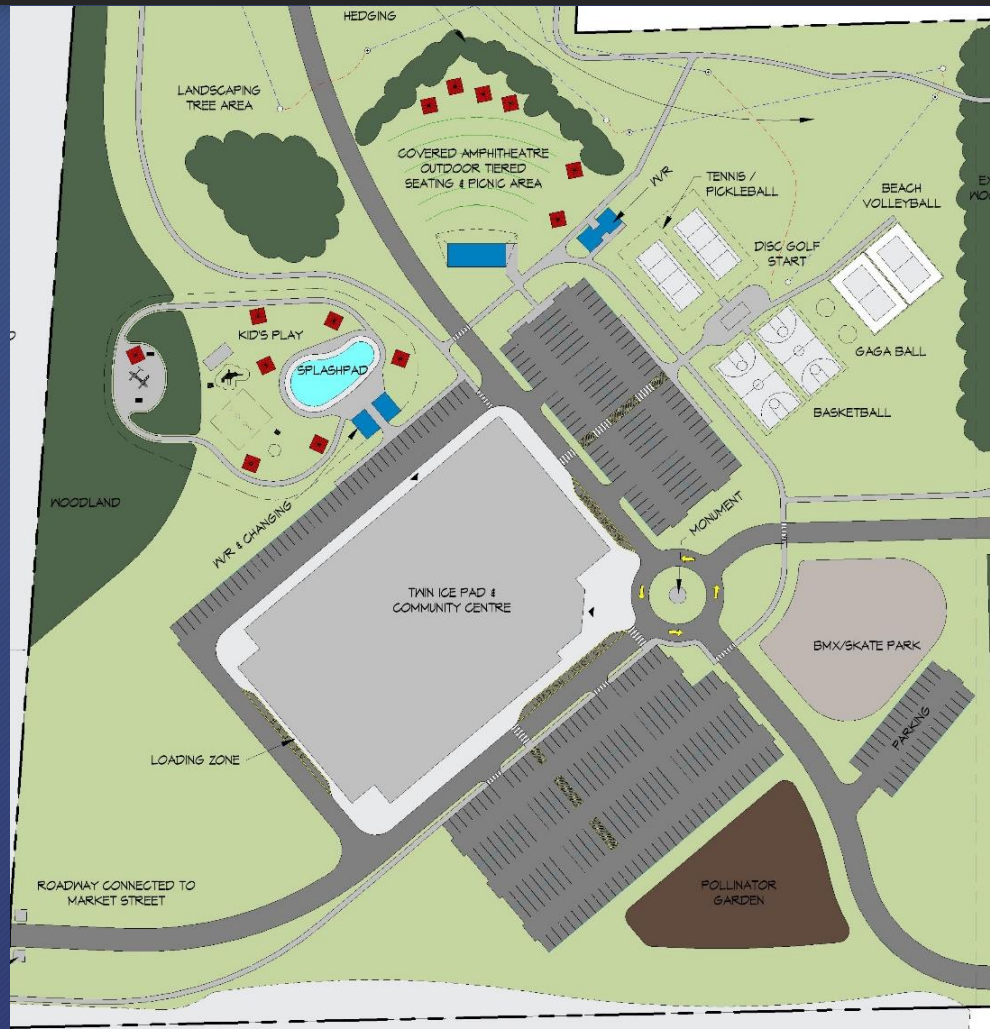 HEDGING
LANDSCAPING
TREE AREA
COVERED AMPHITHEATRE
OUTDOOR TIERED
SEATING & PICNIC AREA
W/R
TENNIS /
PICKLEBALL
BEACH
VOLLEYBALL
DISC GOLF
START
KID'S PLAY
SPLASHPAD
GAGA BALL
BASKETBALL
WOODLAND
W/R & CHANGING
MONUMENT
TWIN ICE PAD &
COMMUNITY CENTRE
BMX/SKATE PARK
PARKING
LOADING ZONE
ROADWAY CONNECTED TO
MARKET STREET
POLLINATOR
GARDEN